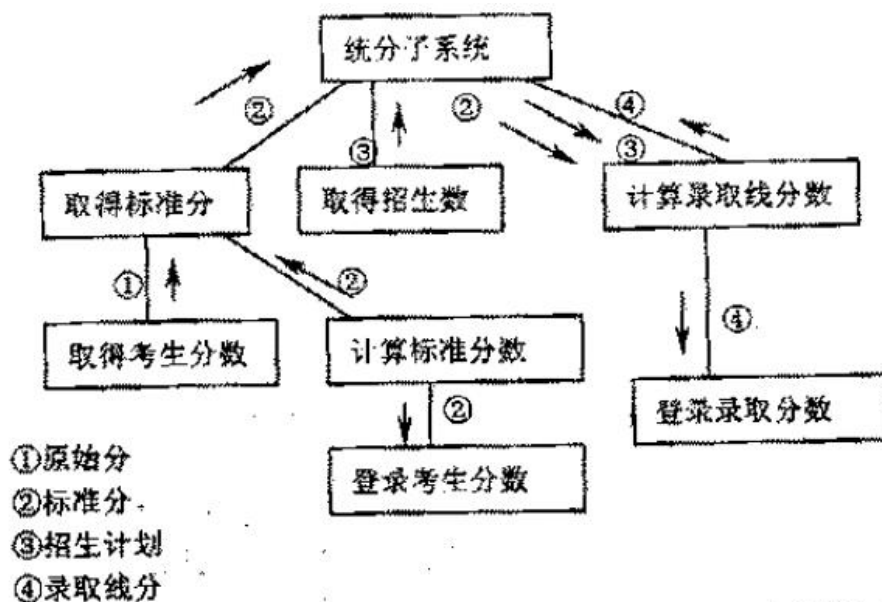 统分子系统
②
②
④
③
③
取得标准分
取得招生数
计算录取线分数
①
②
④
取得考生分数
计算标准分数
登录录取分数
②
登录考生分数
①原始分
②标准分
③招生计划
④录取线分